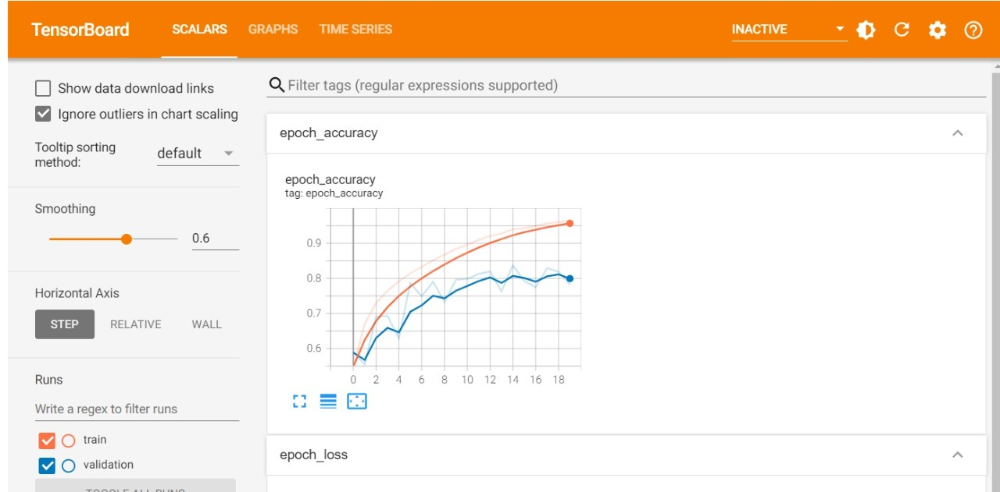 TensorBoard SCALARS GRAPHS TIME SERIES INACTIVE
Show data download links
Ignore outliers in chart scaling
Tooltip sorting
method:
default
Smoothing
0.6
Horizontal Axis
STEP RELATIVE WALL
Runs
Write a regex to filter runs
train
validation
TOGGLE ALL RUNS
Filter tags (regular expressions supported)
epoch_accuracy
epoch_accuracy
tag: epoch_accuracy
0.9
0.8
0.7
0.6
0 2 4 6 8 10 12 14 16 18
epoch_loss